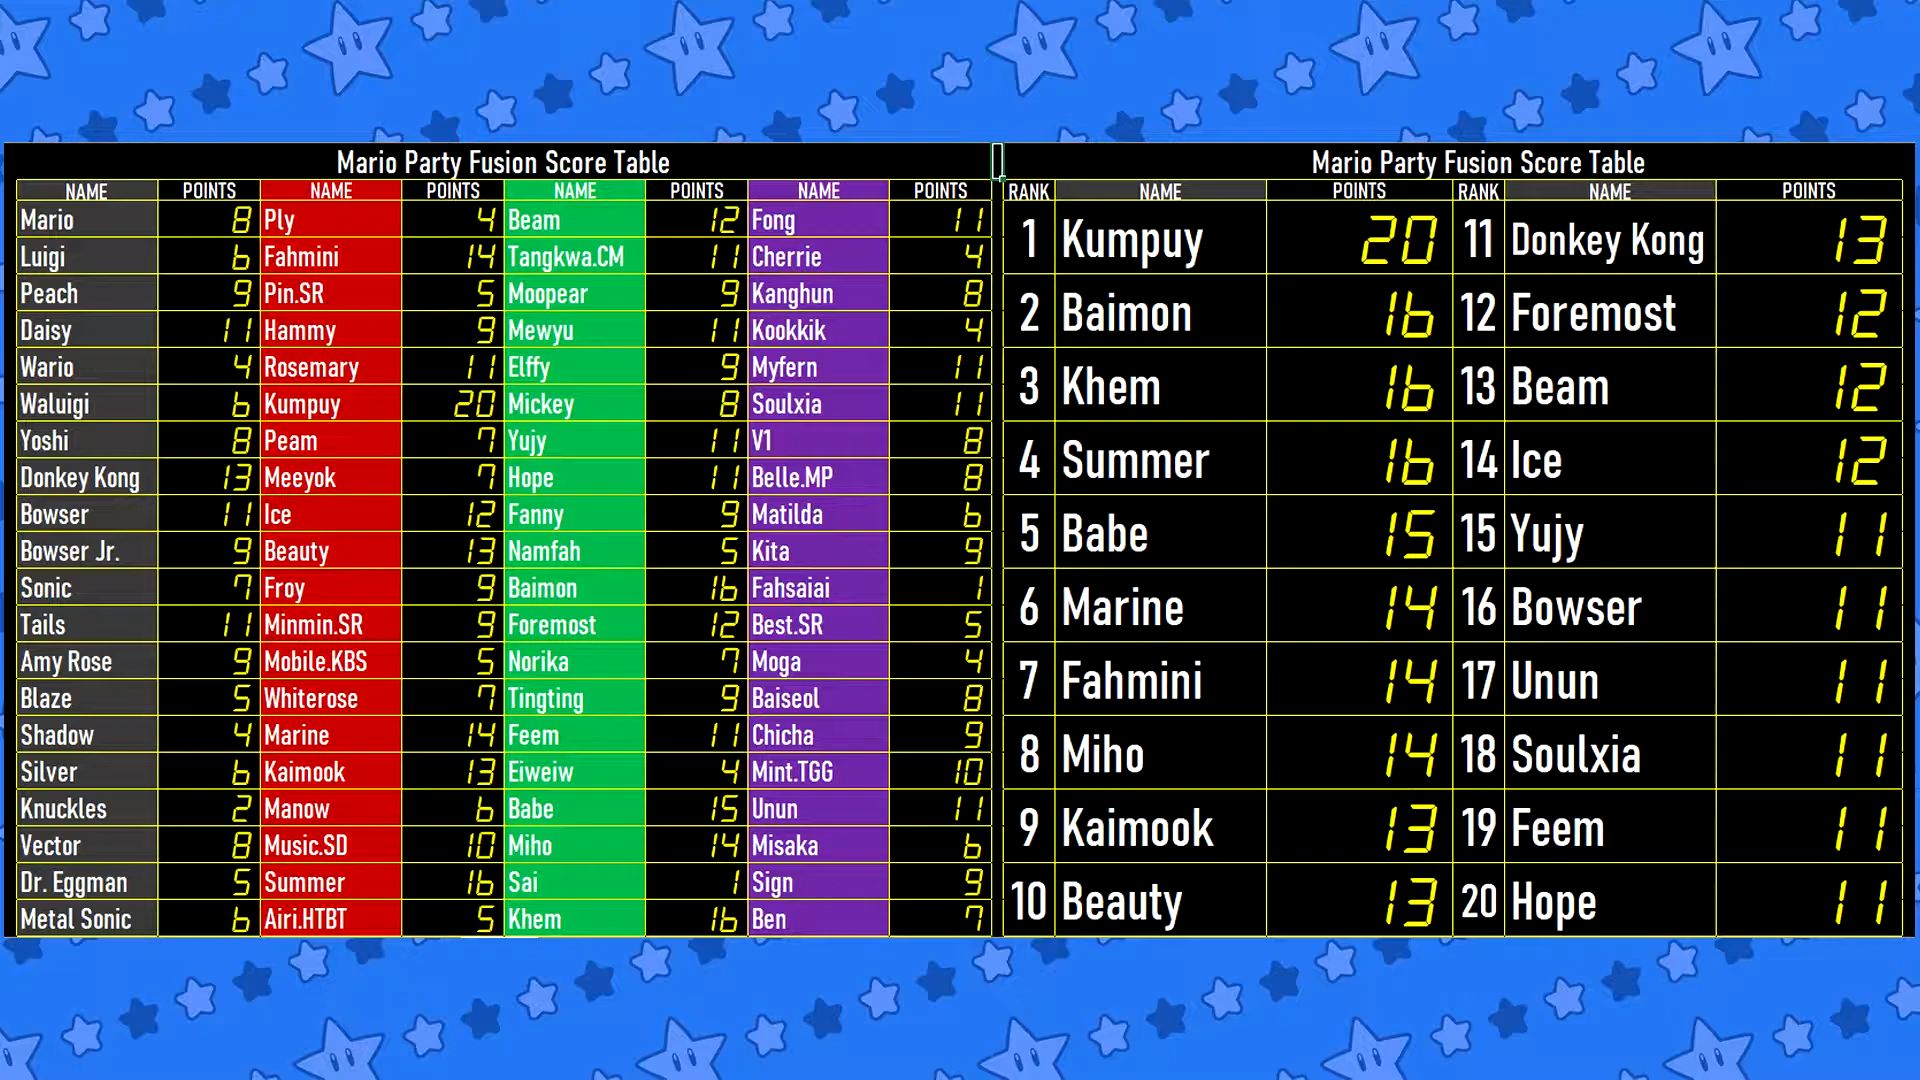 Mario Party Fusion Score Table
NAME POINTS NAME POINTS NAME POINTS NAME POINTS
Mario 8 Ply 4 Beam 12 Fong 11
Luigi 6 Fahmini 14 Tangkwa.CM 11 Cherrie 4
Peach 9 Pin.SR 5 Moopear 9 Kanghun 8
Daisy 11 Hammy 9 Mewyu 11 Kookkik 4
Wario 4 Rosemary 11 Elffy 9 Myfern 11
Waluigi 6 Kumpuy 20 Mickey 8 Soulxia 11
Yoshi 8 Peam 7 Yujy 11 V1 8
Donkey Kong 13 Meeyok 7 Hope 11 Belle.MP 8
Bowser 11 Ice 12 Fanny 9 Matilda 6
Bowser Jr. 9 Beauty 13 Namfah 5 Kita 9
Sonic 7 Froy 9 Baimon 16 Fahsaiai 1
Tails 11 Minmin.SR 9 Foremost 12 Best.SR 5
Amy Rose 9 Mobile.KBS 5 Norika 7 Moga 4
Blaze 5 Whiterose 7 Tingting 9 Baiseol 8
Shadow 4 Marine 14 Feem 11 Chicha 9
Silver 6 Kaimook 13 Eiweiw 4 Mint.TGG 10
Knuckles 2 Manow 6 Babe 15 Unun 11
Vector 8 Music.SD 10 Miho 14 Misaka 6
Dr. Eggman 5 Summer 16 Sai 1 Sign 9
Metal Sonic 6 Airi.HTBT 5 Khem 16 Ben 7
Mario Party Fusion Score Table
RANK NAME POINTS RANK NAME POINTS
1 Kumpuy 20 11 Donkey Kong 13
2 Baimon 16 12 Foremost 12
3 Khem 16 13 Beam 12
4 Summer 16 14 Ice 12
5 Babe 15 15 Yujy 11
6 Marine 14 16 Bowser 11
7 Fahmini 14 17 Unun 11
8 Miho 14 18 Soulxia 11
9 Kaimook 13 19 Feem 11
10 Beauty 13 20 Hope 11